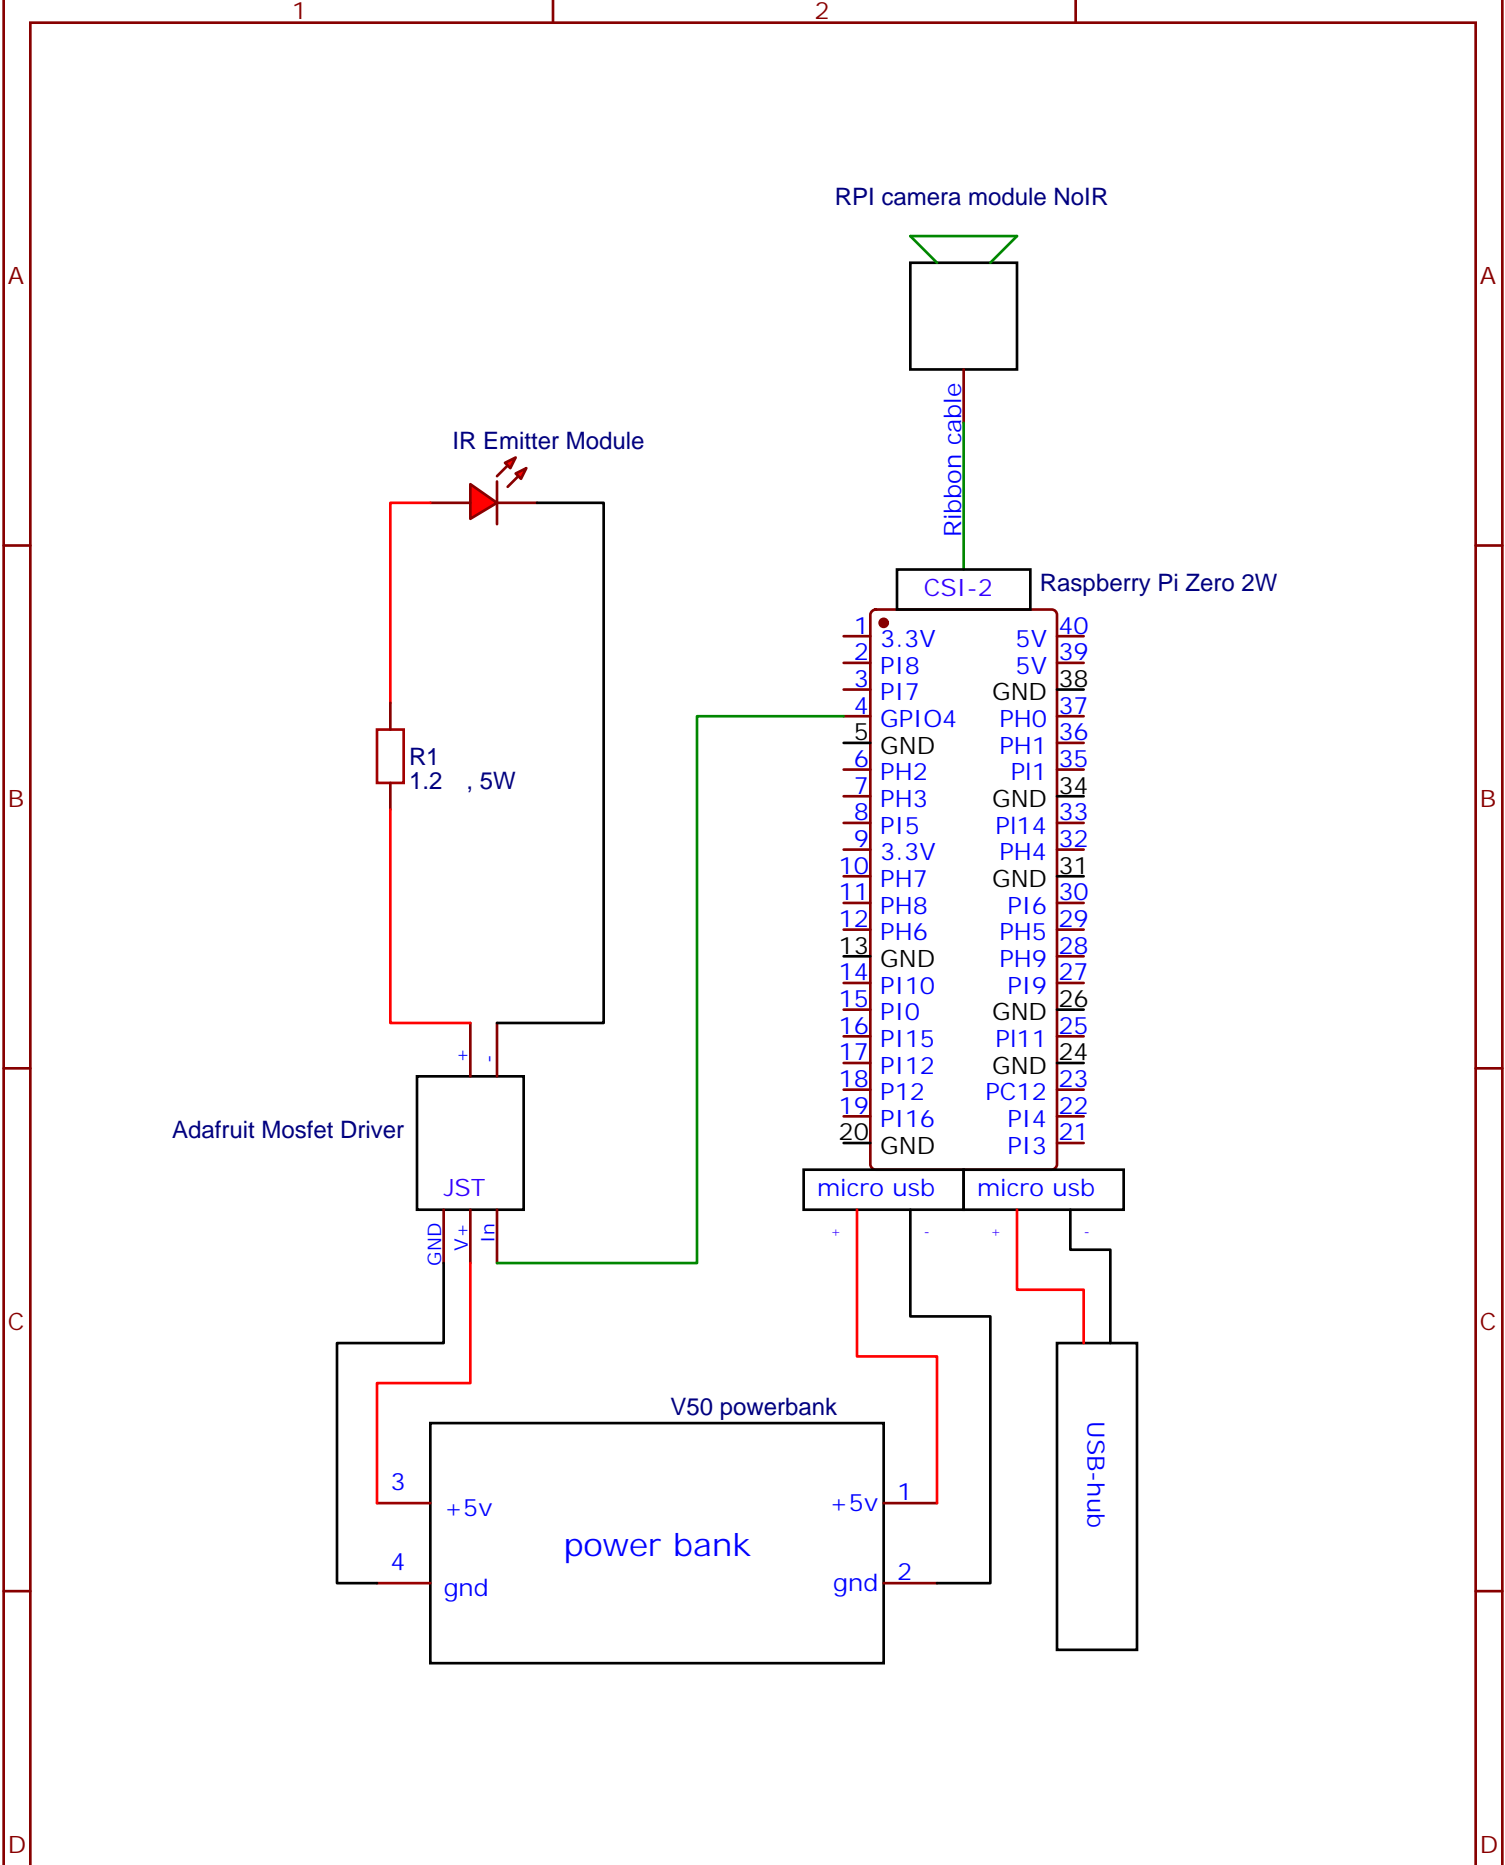 1
2
A
A
RPI camera module NoIR
Ribbon cable
IR Emitter Module
CSI-2
Raspberry Pi Zero 2W
1
3.3V
5V
40
2
PI8
5V
39
3
PI7
GND
38
4
GPIO4
PH0
37
5
GND
PH1
36
6
PH2
PI1
35
7
PH3
GND
34
8
PI5
PI14
33
9
3.3V
PH4
32
10
PH7
GND
31
11
PH8
PI6
30
12
PH6
PH5
29
13
GND
PH9
28
14
PI10
PI9
27
15
PI0
GND
26
16
PI15
PI11
25
17
PI12
GND
24
18
P12
PC12
23
19
PI16
PI4
22
20
GND
PI3
21
R1
1.2 , 5W
B
B
+
-
Adafruit Mosfet Driver
JST
GND
V+
In
micro usb
micro usb
+
-
+
-
C
C
USB-hub
V50 powerbank
3
+5v
4
gnd
power bank
+5v
1
gnd
2
D
D